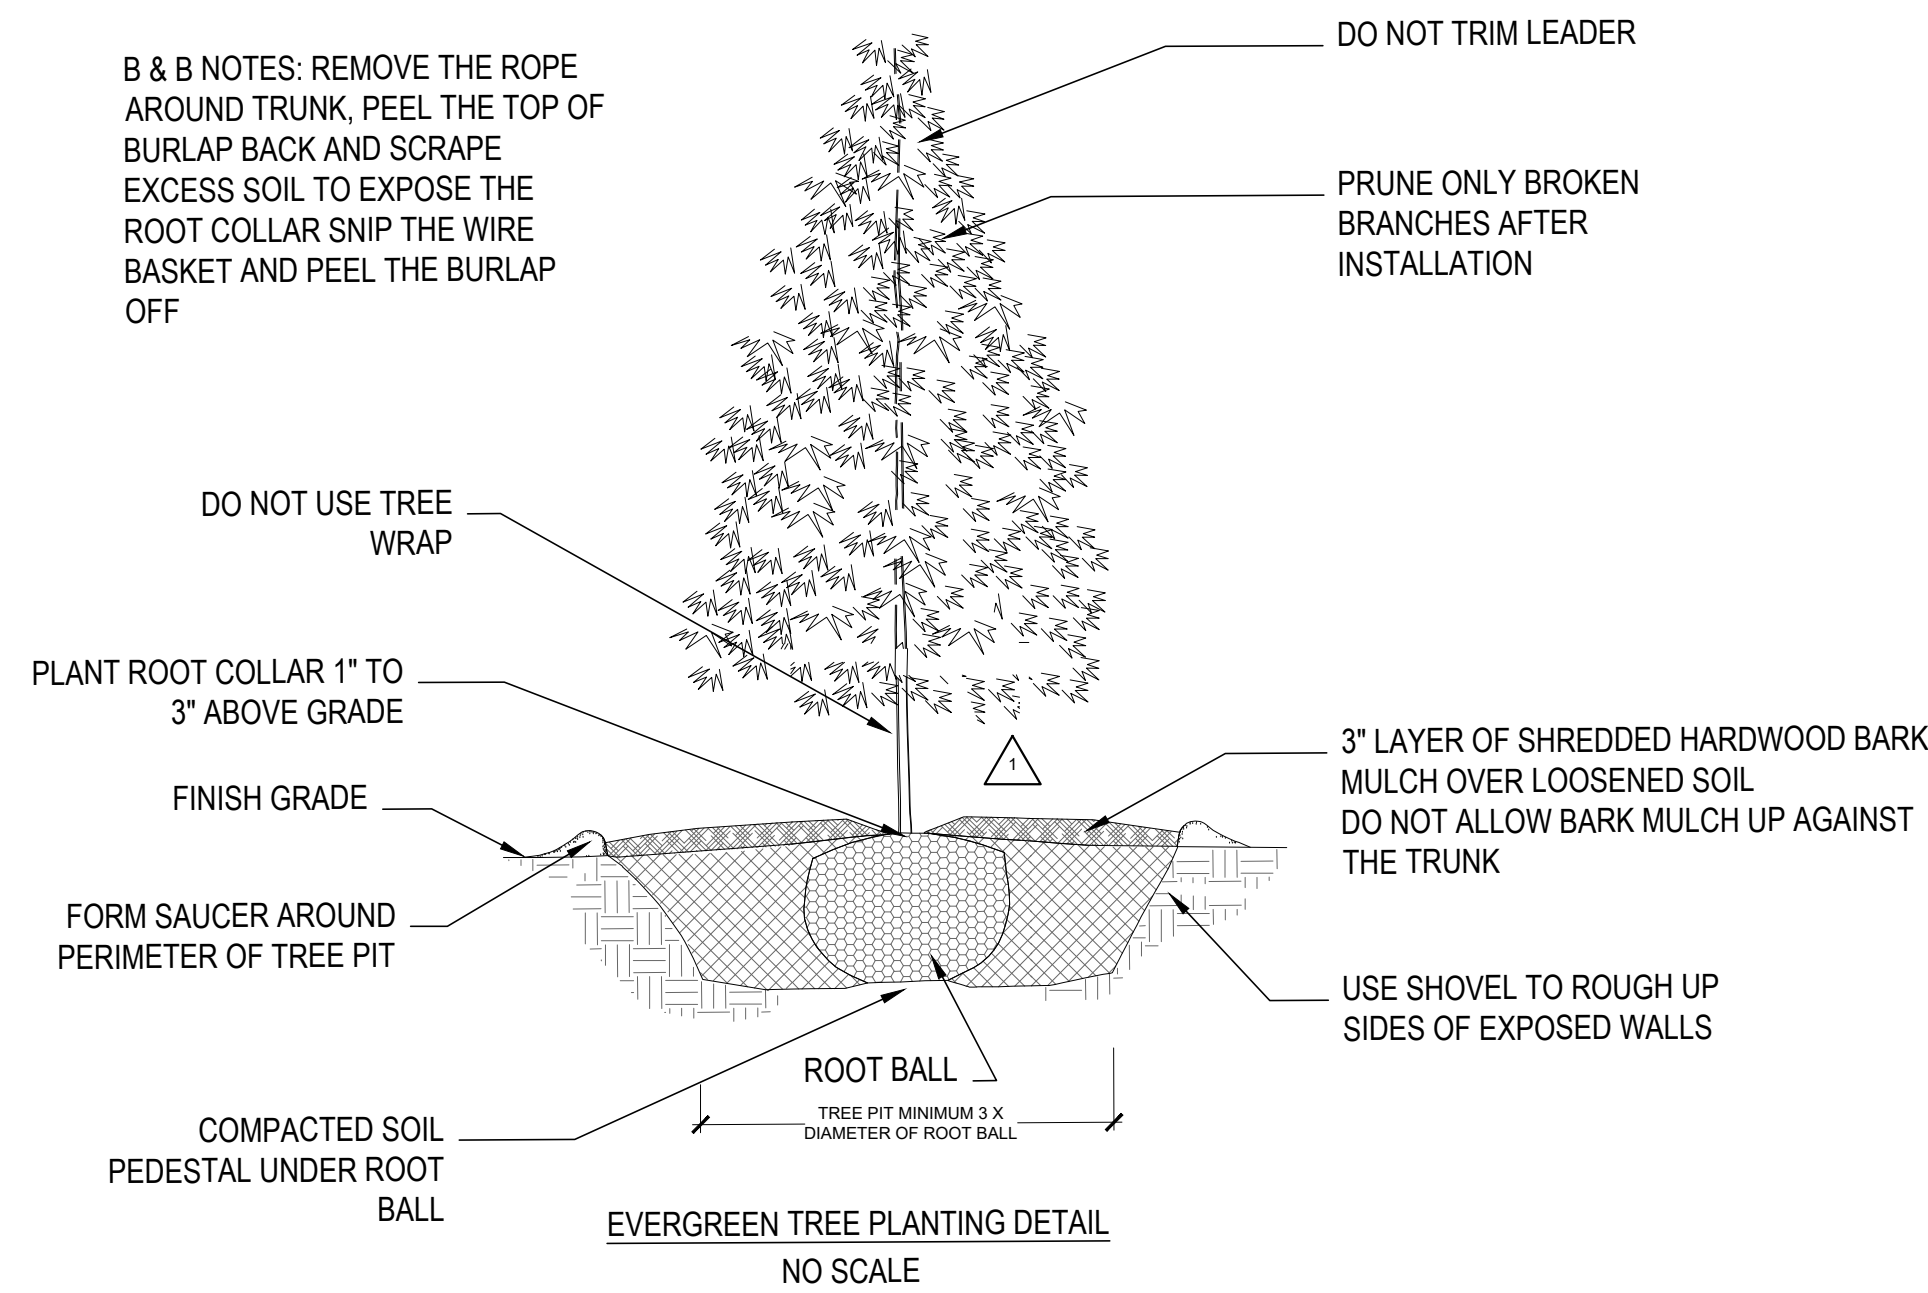 B & B NOTES: REMOVE THE ROPE
AROUND TRUNK, PEEL THE TOP OF
BURLAP BACK AND SCRAPE
EXCESS SOIL TO EXPOSE THE
ROOT COLLAR SNIP THE WIRE
BASKET AND PEEL THE BURLAP
OFF
DO NOT TRIM LEADER
PRUNE ONLY BROKEN
BRANCHES AFTER
INSTALLATION
DO NOT USE TREE
WRAP
PLANT ROOT COLLAR 1" TO
3" ABOVE GRADE
FINISH GRADE
FORM SAUCER AROUND
PERIMETER OF TREE PIT
1
3" LAYER OF SHREDDED HARDWOOD BARK
MULCH OVER LOOSENED SOIL
DO NOT ALLOW BARK MULCH UP AGAINST
THE TRUNK
USE SHOVEL TO ROUGH UP
SIDES OF EXPOSED WALLS
ROOT BALL
TREE PIT MINIMUM 3 X
DIAMETER OF ROOT BALL
COMPACTED SOIL
PEDESTAL UNDER ROOT
BALL
EVERGREEN TREE PLANTING DETAIL
NO SCALE